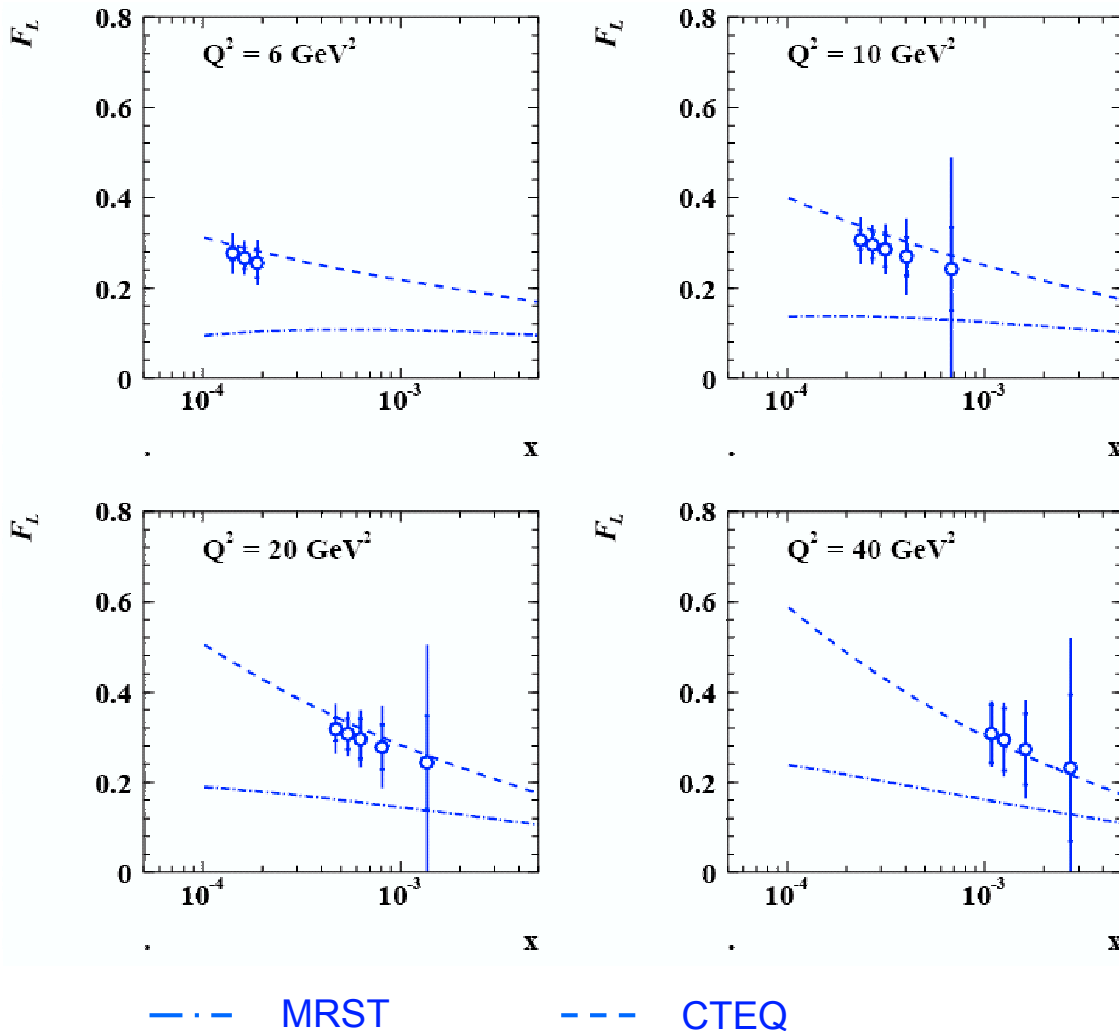 F_L
0.8
Q² = 6 GeV²
0.6
0.4
0.2
0
10⁻⁴
10⁻³
x
F_L
0.8
Q² = 10 GeV²
0.6
0.4
0.2
0
10⁻⁴
10⁻³
x
F_L
0.8
Q² = 20 GeV²
0.6
0.4
0.2
0
10⁻⁴
10⁻³
x
F_L
0.8
Q² = 40 GeV²
0.6
0.4
0.2
0
10⁻⁴
10⁻³
x
MRST
CTEQ